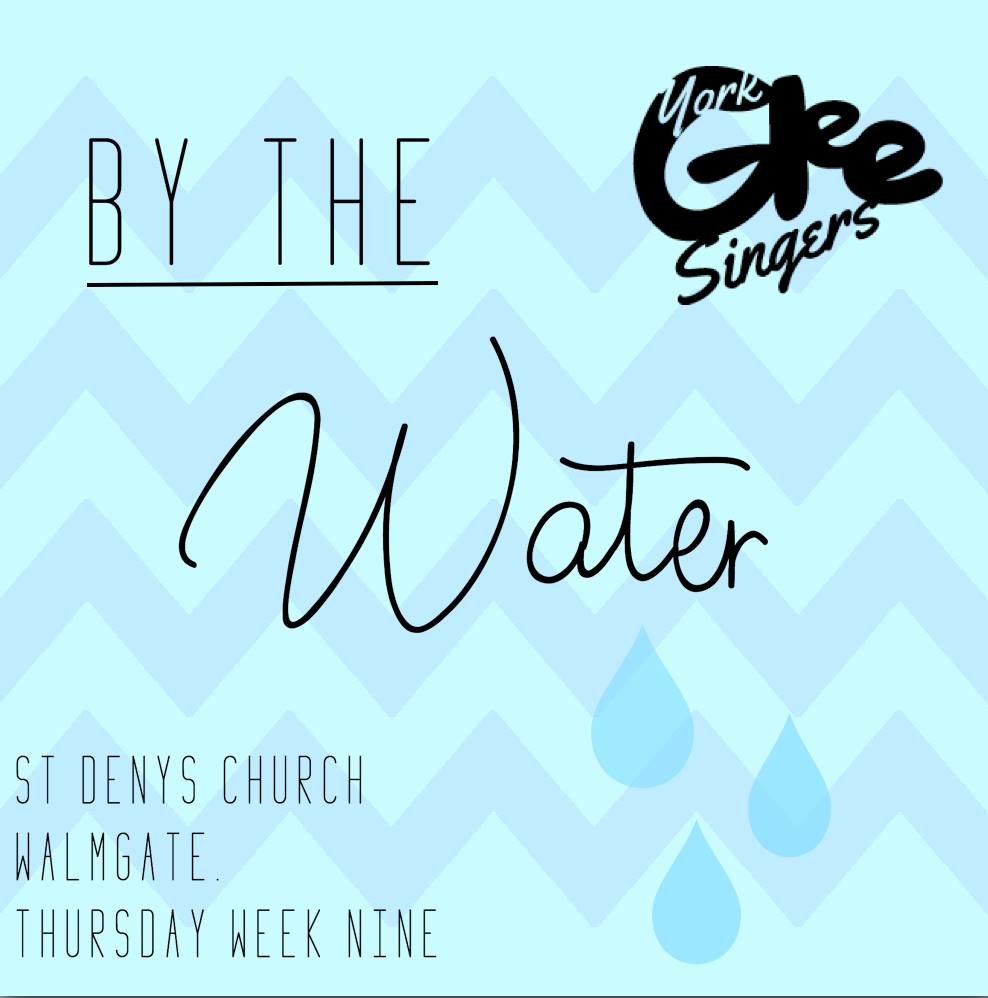 BY THE
York
Glee
Singers
Water
ST DENYS CHURCH
WALMGATE.
THURSDAY WEEK NINE